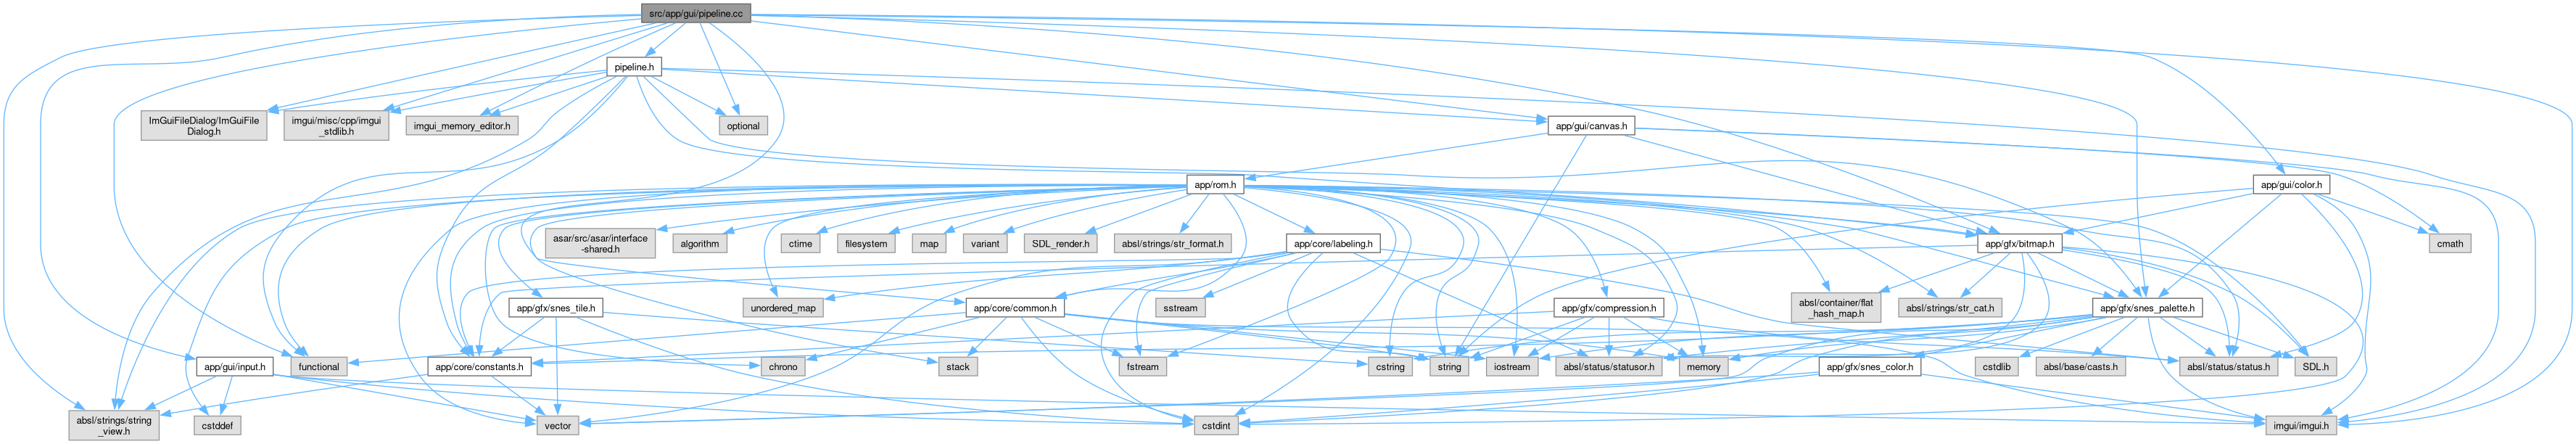 src/app/gui/pipeline.cc
pipeline.h
ImGuiFileDialog/ImGuiFile
Dialog.h
imgui/misc/cpp/imgui
_stdlib.h
imgui_memory_editor.h
optional
app/gui/canvas.h
app/rom.h
app/gui/color.h
asar/src/asar/interface
-shared.h
algorithm
ctime
filesystem
map
variant
SDL_render.h
absl/strings/str_format.h
app/core/labeling.h
app/gfx/bitmap.h
cmath
app/gfx/snes_tile.h
unordered_map
app/core/common.h
sstream
app/gfx/compression.h
absl/container/flat
_hash_map.h
absl/strings/str_cat.h
app/gfx/snes_palette.h
app/gui/input.h
functional
app/core/constants.h
chrono
stack
fstream
cstring
string
iostream
absl/status/statusor.h
memory
app/gfx/snes_color.h
cstdlib
absl/base/casts.h
absl/status/status.h
SDL.h
absl/strings/string
_view.h
cstddef
vector
cstdint
imgui/imgui.h